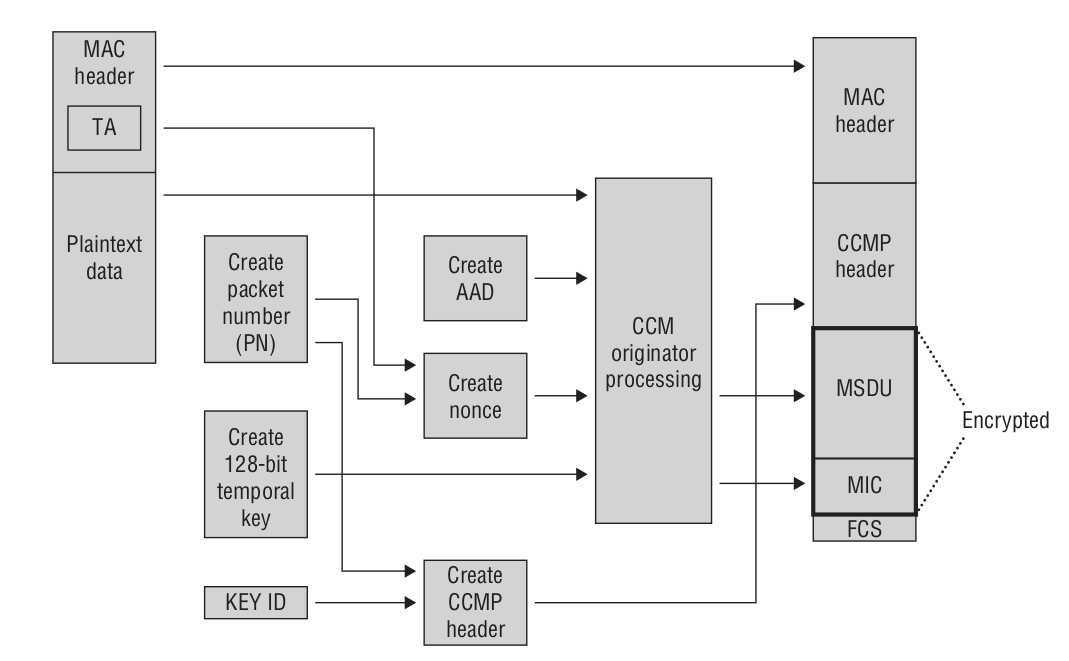 MAC
header
TA
Plaintext
data
Create
packet
number
(PN)
Create
128-bit
temporal
key
KEY ID
Create
AAD
Create
nonce
Create
CCMP
header
CCM
originator
processing
MAC
header
CCMP
header
MSDU
MIC
FCS
Encrypted